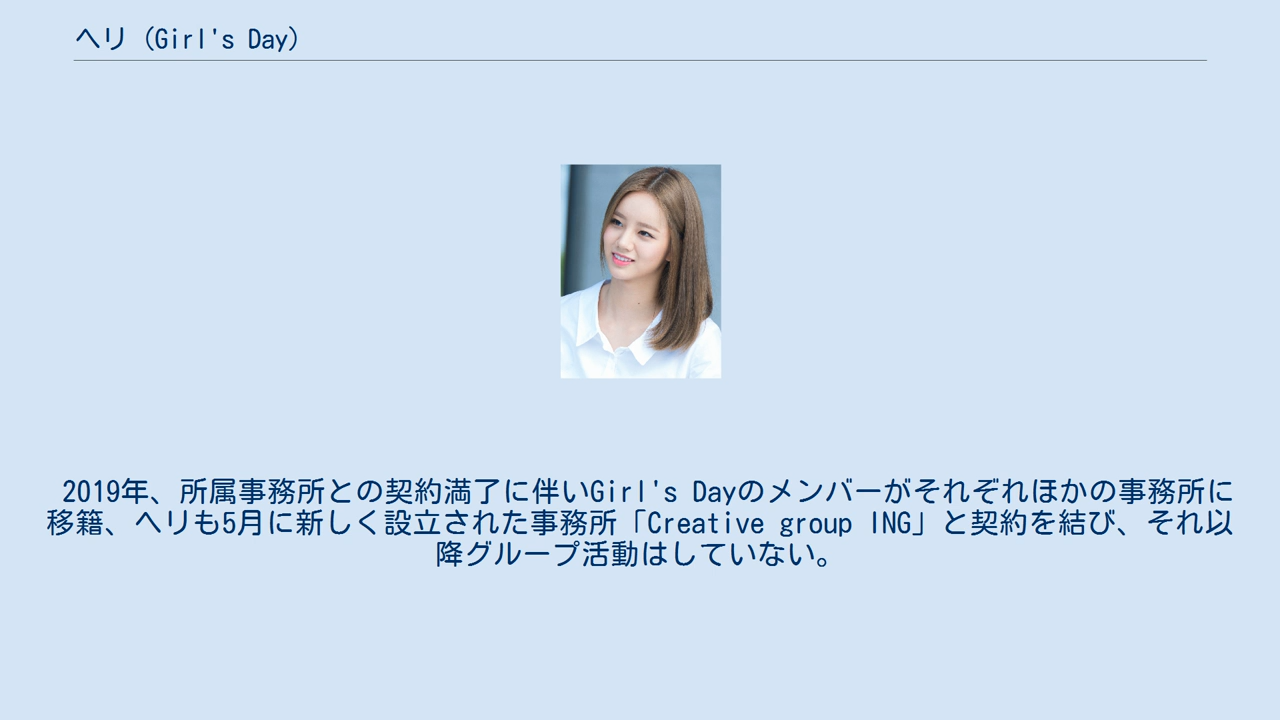 ヘリ（Girl's Day）
2019年、所属事務所との契約満了に伴いGirl's Dayのメンバーがそれぞれほかの事務所に
移籍、ヘリも5月に新しく設立された事務所「Creative group ING」と契約を結び、それ以
降グループ活動はしていない。